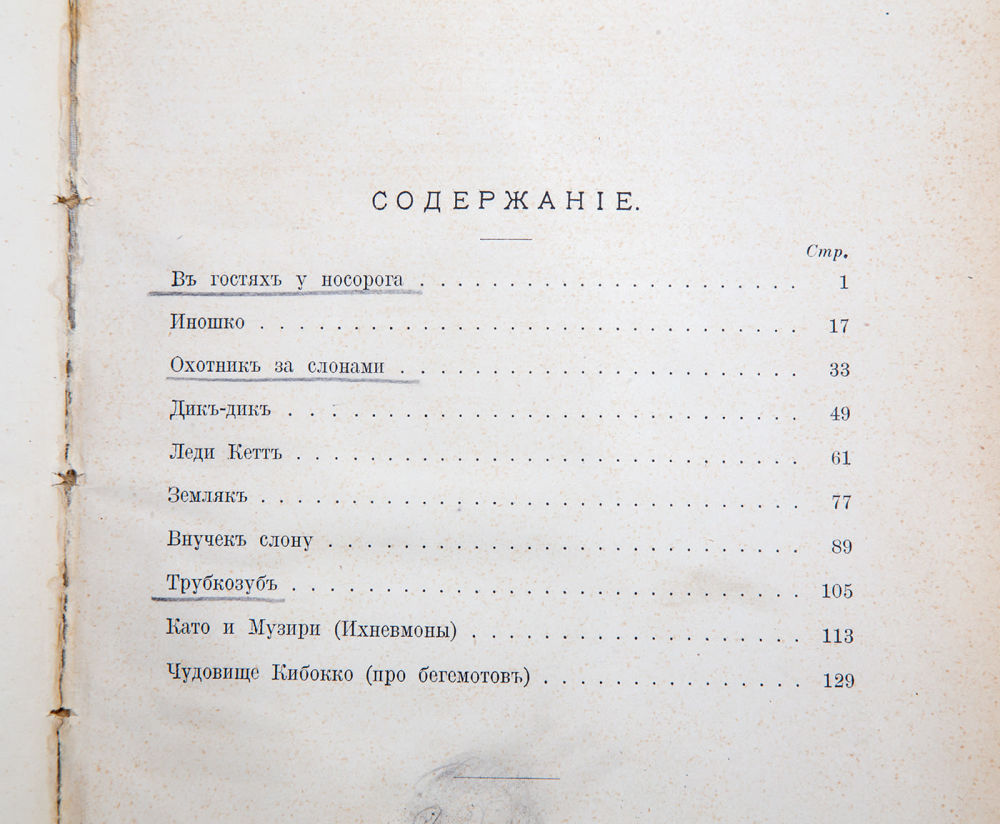 СОДЕРЖАНІЕ.
Стр.
Въ гостяхъ у носорога . . . . . . . . . . . . . . . . . . . . . 1
Иношко . . . . . . . . . . . . . . . . . . . . . . . . . . . . . 17
Охотникъ за слонами . . . . . . . . . . . . . . . . . . . . . . 33
Дикъ-дикъ . . . . . . . . . . . . . . . . . . . . . . . . . . . 49
Леди Кеттъ . . . . . . . . . . . . . . . . . . . . . . . . . . . 61
Землякъ . . . . . . . . . . . . . . . . . . . . . . . . . . . . . 77
Внучекъ слону . . . . . . . . . . . . . . . . . . . . . . . . . 89
Трубкозубъ . . . . . . . . . . . . . . . . . . . . . . . . . . . 105
Като и Музири (Ихневмоны) . . . . . . . . . . . . . . . . . . 113
Чудовище Кибокко (про бегемотовъ) . . . . . . . . . . . . . . 129